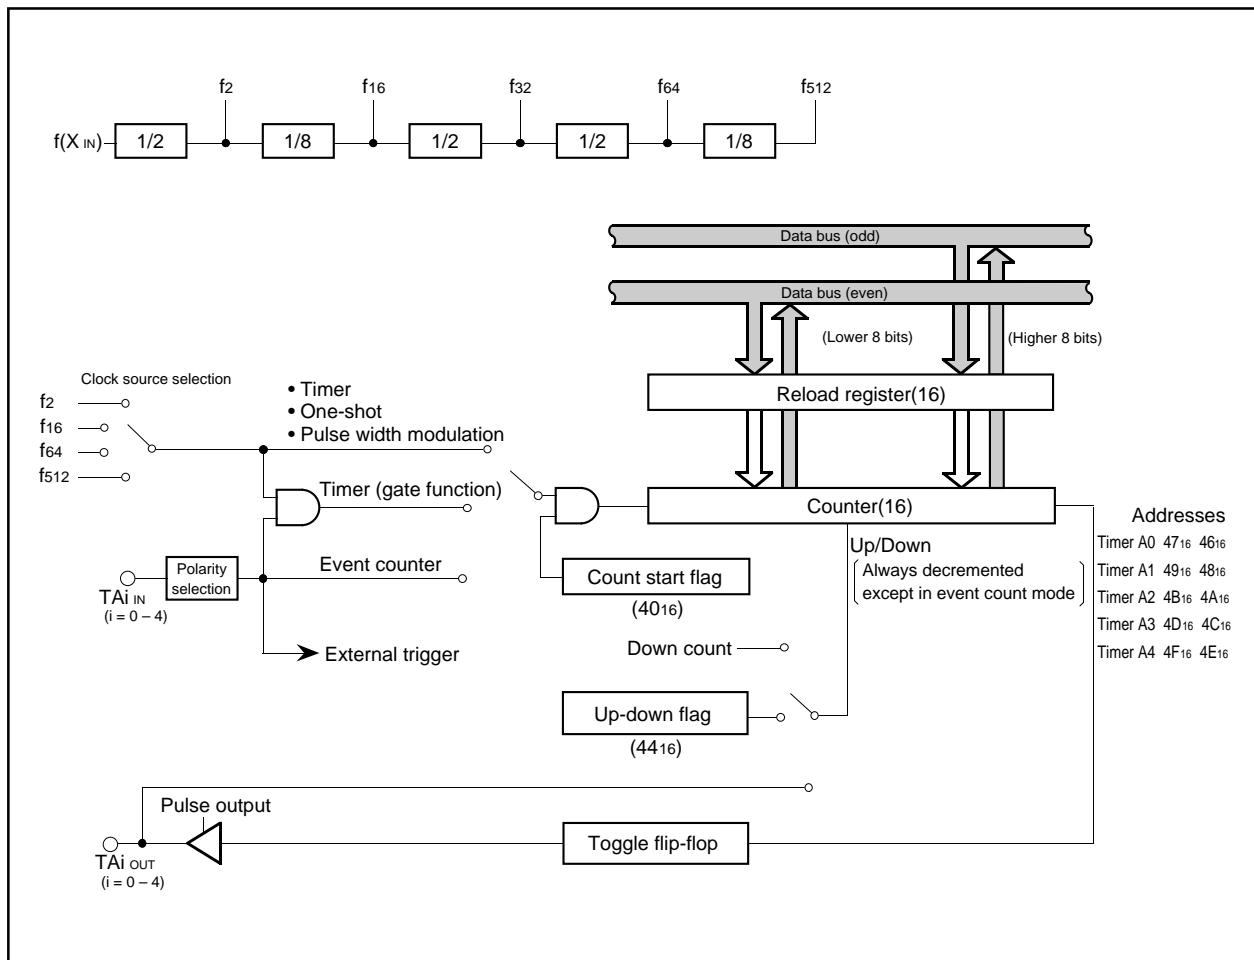 f2 f16 f32 f64 f512
f(X IN) 1/2 1/8 1/2 1/2 1/8
Data bus (odd)
Data bus (even)
(Lower 8 bits) (Higher 8 bits)
Clock source selection
f2
f16
f64
f512
• Timer
• One-shot
• Pulse width modulation
Reload register(16)
Timer (gate function)
Counter(16)
Addresses
Timer A0 4716 4616
Timer A1 4916 4816
Timer A2 4B16 4A16
Timer A3 4D16 4C16
Timer A4 4F16 4E16
Up/Down
Always decremented
except in event count mode
Polarity
selection
Event counter
TAi IN
(i = 0 – 4)
Count start flag
(4016)
External trigger
Down count
Up-down flag
(4416)
Pulse output
Toggle flip-flop
TAi OUT
(i = 0 – 4)